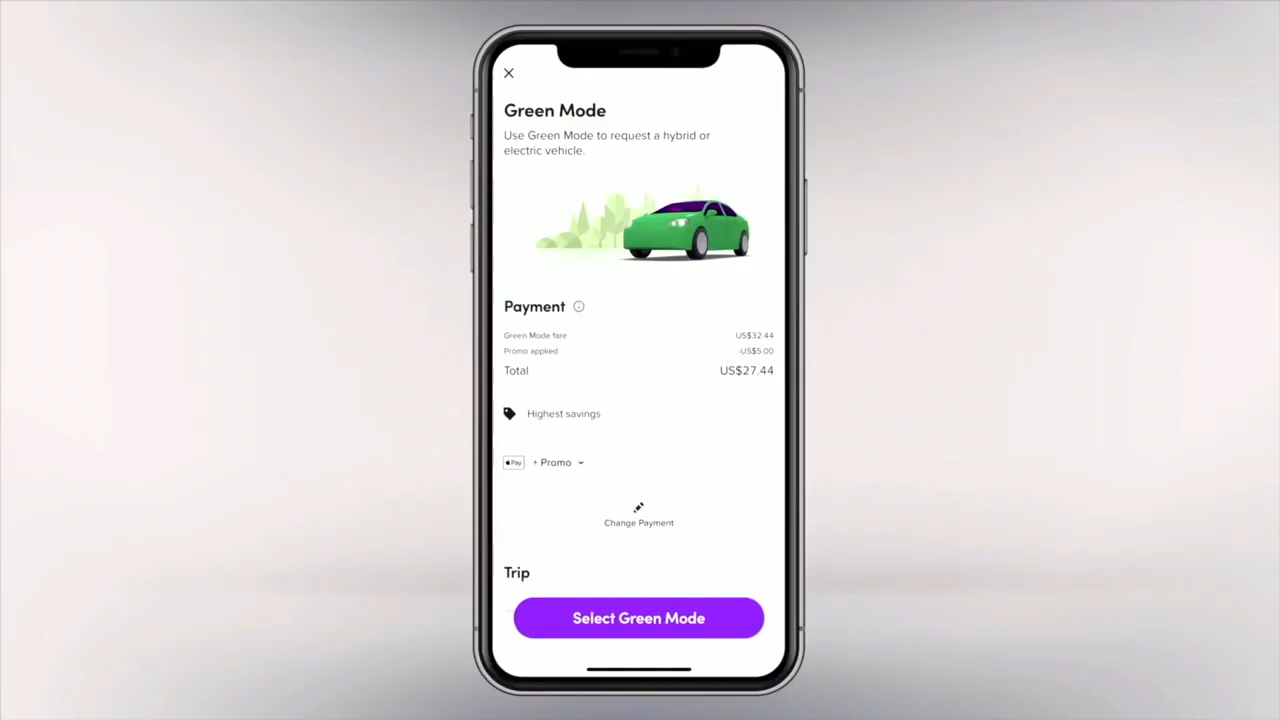 Green Mode
Use Green Mode to request a hybrid or
electric vehicle.
Payment
Green Mode fare US$32.44
Promo applied -US$5.00
Total US$27.44
Highest savings
Pay + Promo
Change Payment
Trip
Select Green Mode